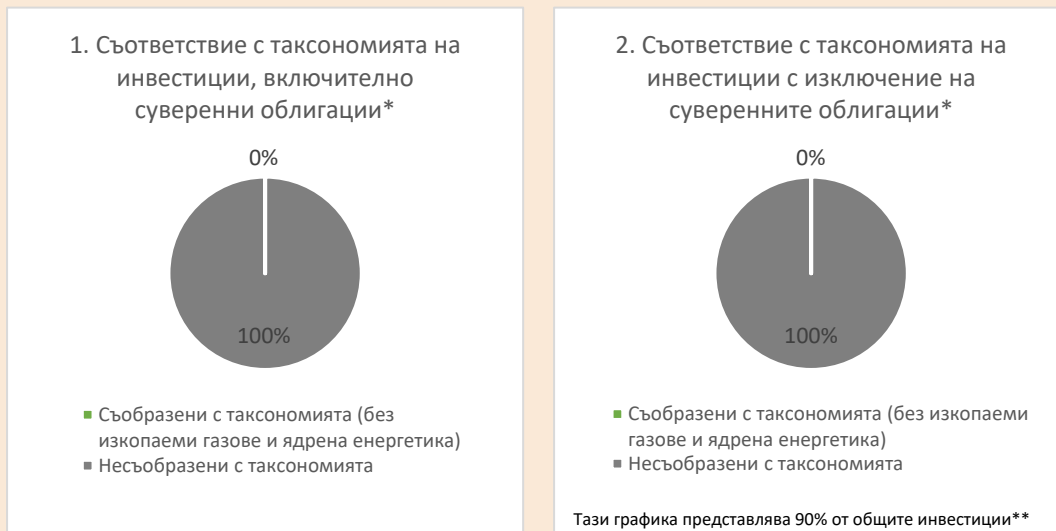 1. Съответствие с таксономията на
инвестиции, включително
суверенни облигации*
0%
100%
Съобразени с таксономията (без
изкопаеми газове и ядрена енергетика)
Несъобразени с таксономията
2. Съответствие с таксономията на
инвестиции с изключение на
суверенните облигации*
0%
100%
Съобразени с таксономията (без изкопаеми
газове и ядрена енергетика)
Несъобразени с таксономията
Тази графика представлява 90% от общите инвестиции**